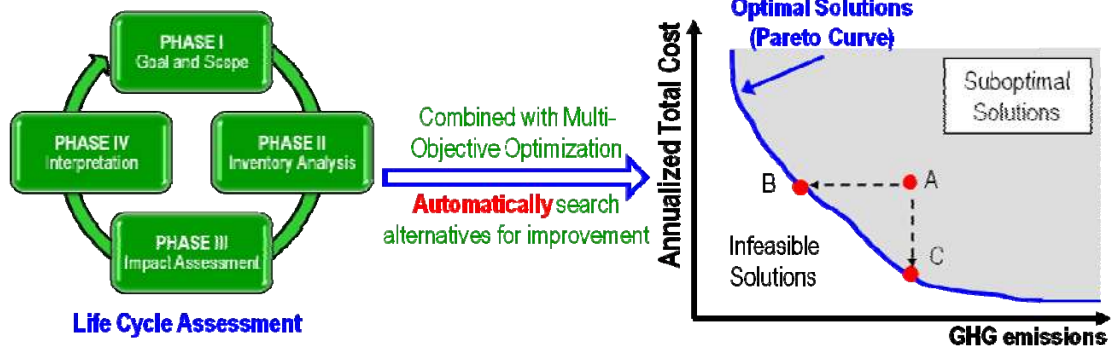 PHASE I
Goal and Scope
PHASE IV
Interpretation
PHASE II
Inventory Analysis
PHASE III
Impact Assessment
Life Cycle Assessment
Combined with Multi-
Objective Optimization
Automatically search
alternatives for improvement
Optimal Solutions
(Pareto Curve)
Suboptimal
Solutions
Annualized Total Cost
B
A
C
Infeasible
Solutions
GHG emissions